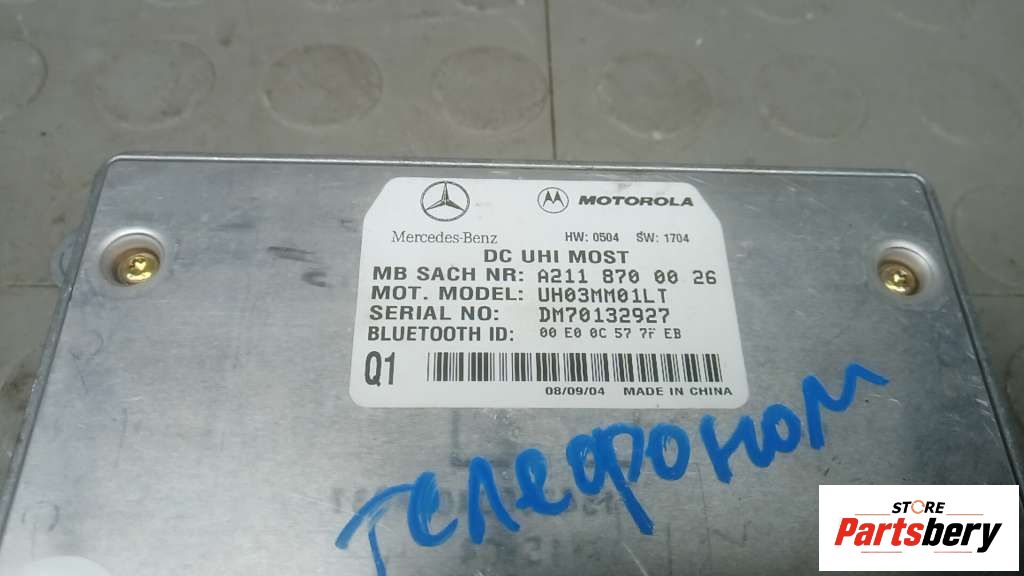 MOTOROLA
Mercedes-Benz HW: 0504 SW: 1704
DC UHI MOST
MB SACH NR: A211 870 00 26
MOT. MODEL: UH03MM01LT
SERIAL NO: DM70132927
BLUETOOTH ID: 00 E0 0C 57 7F EB
Q1
08/09/04 MADE IN CHINA
телефоном
STORE
Partsbery